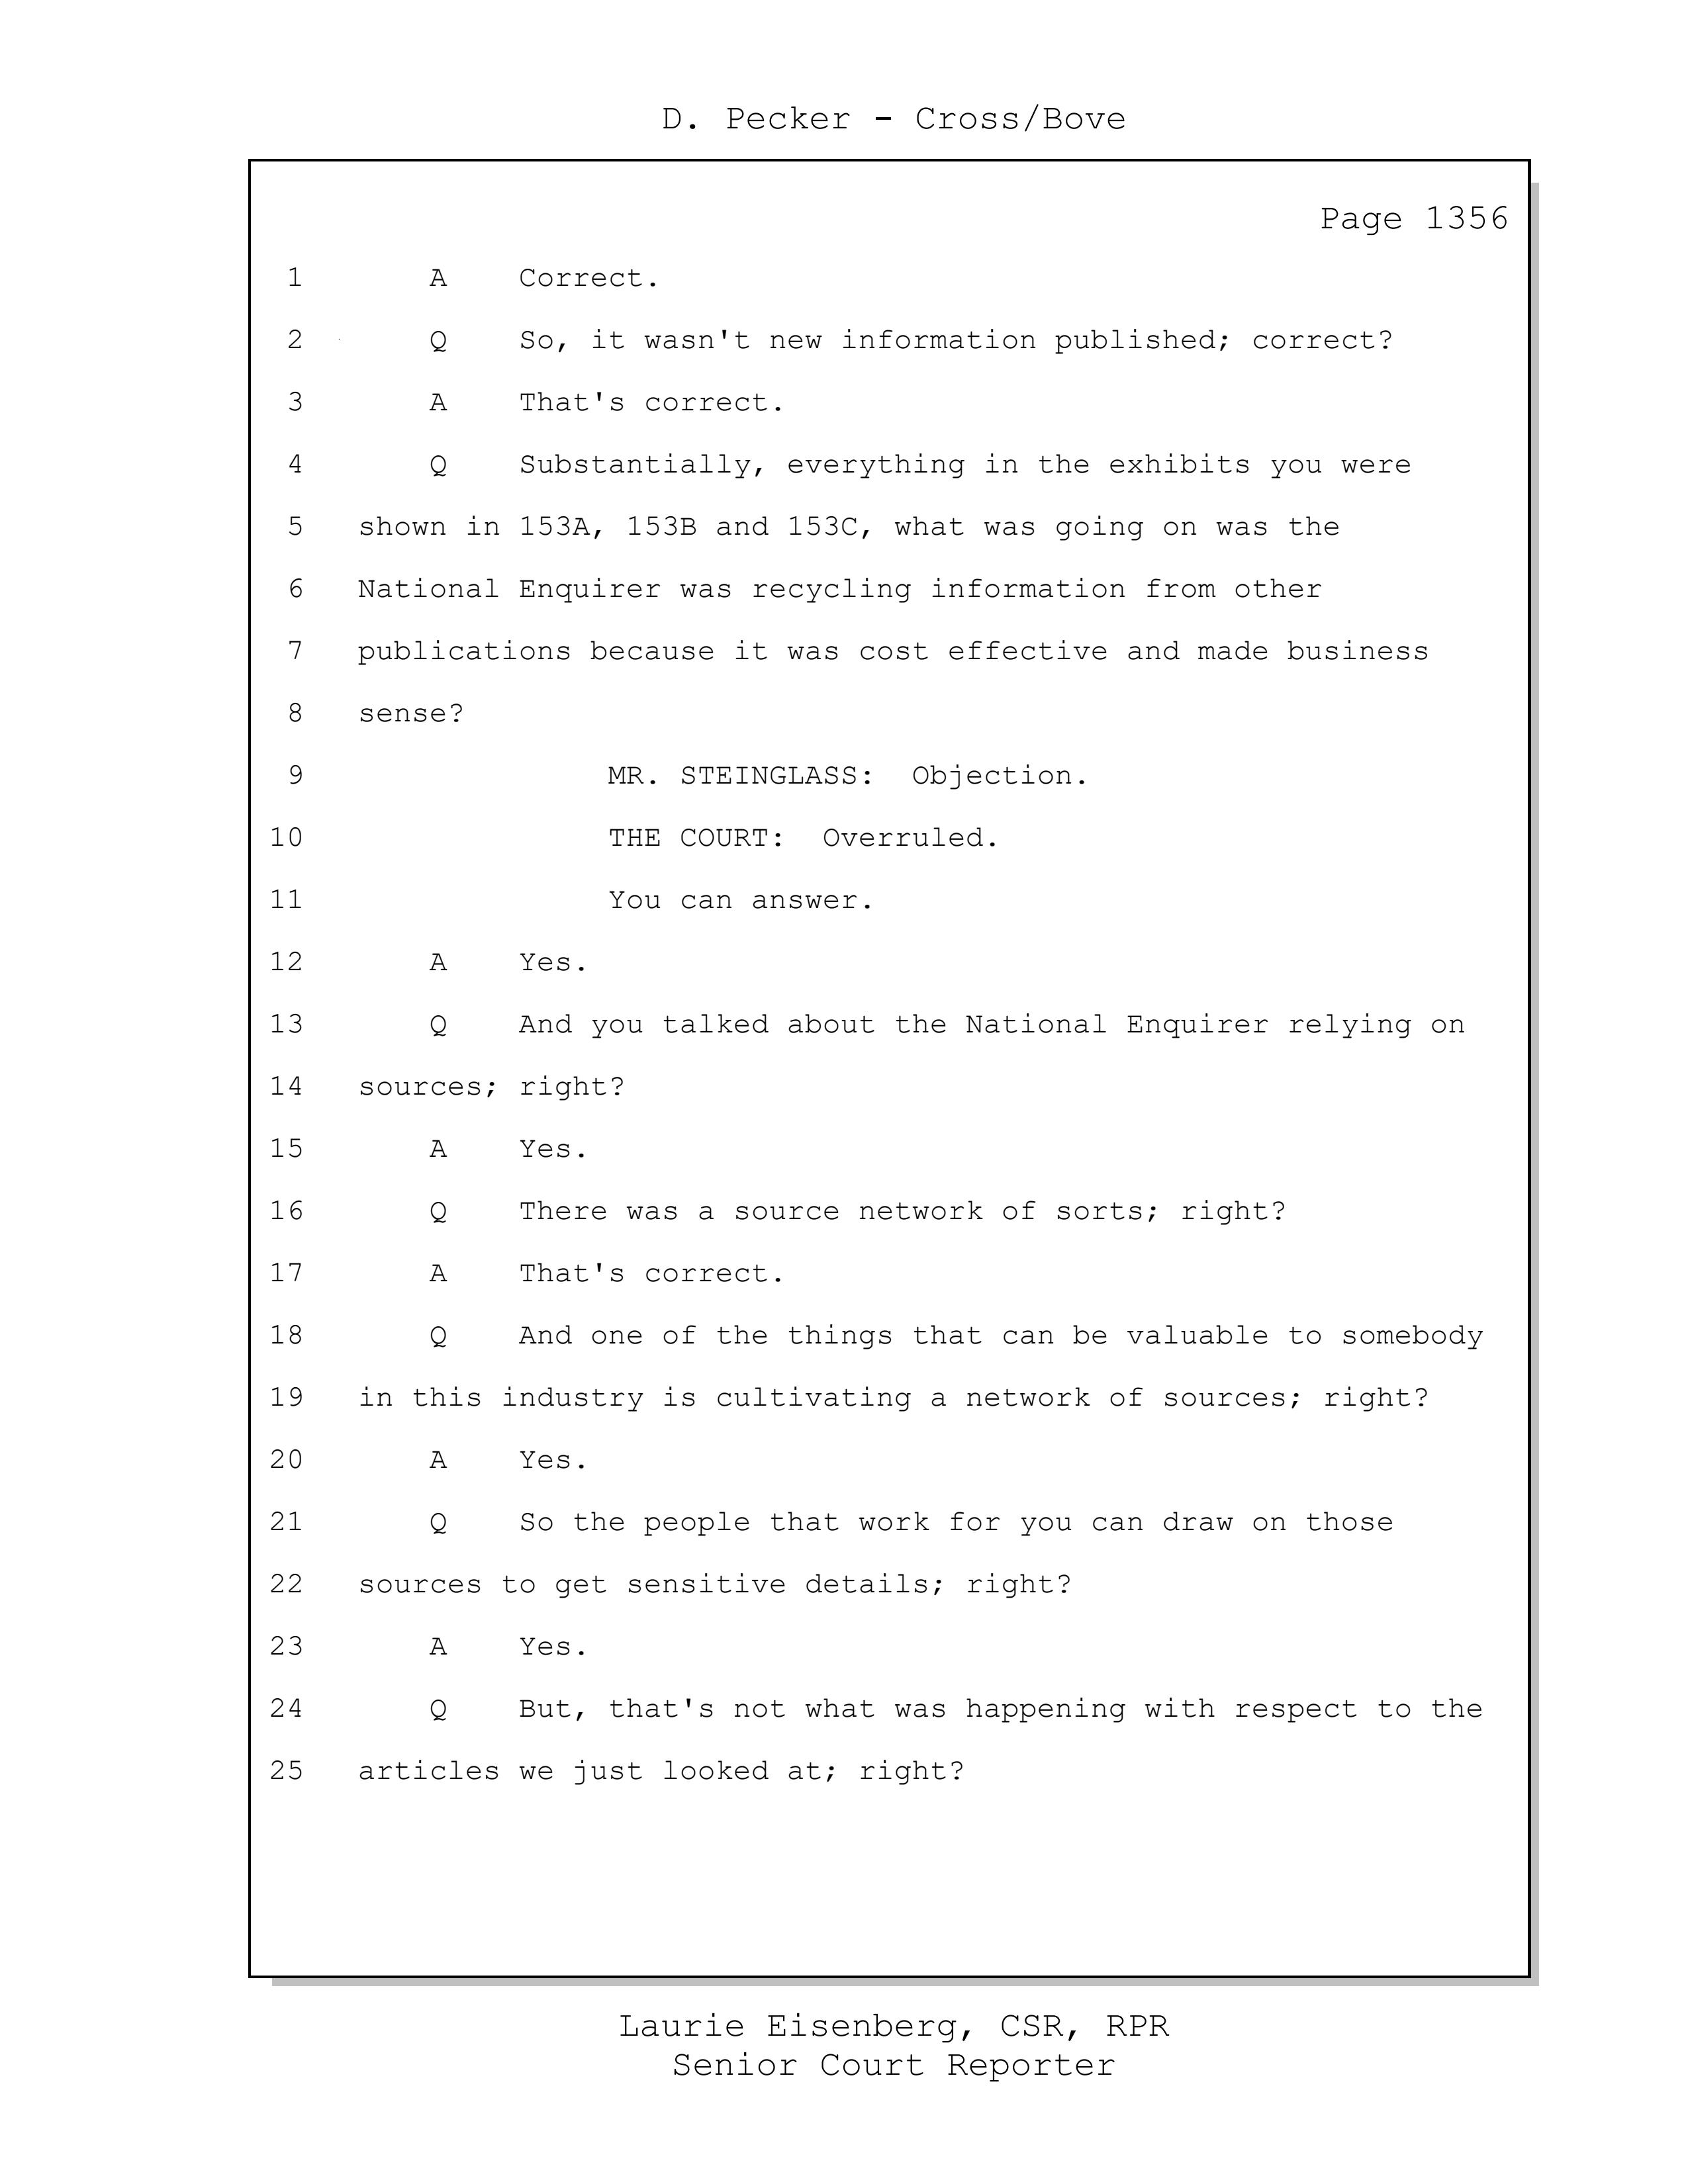 D. Pecker - Cross/Bove
Page 1356
1 A Correct.
2 Q So, it wasn't new information published; correct?
3 A That's correct.
4 Q Substantially, everything in the exhibits you were
5 shown in 153A, 153B and 153C, what was going on was the
6 National Enquirer was recycling information from other
7 publications because it was cost effective and made business
8 sense?
9 MR. STEINGLASS: Objection.
10 THE COURT: Overruled.
11 You can answer.
12 A Yes.
13 Q And you talked about the National Enquirer relying on
14 sources; right?
15 A Yes.
16 Q There was a source network of sorts; right?
17 A That's correct.
18 Q And one of the things that can be valuable to somebody
19 in this industry is cultivating a network of sources; right?
20 A Yes.
21 Q So the people that work for you can draw on those
22 sources to get sensitive details; right?
23 A Yes.
24 Q But, that's not what was happening with respect to the
25 articles we just looked at; right?
Laurie Eisenberg, CSR, RPR
Senior Court Reporter